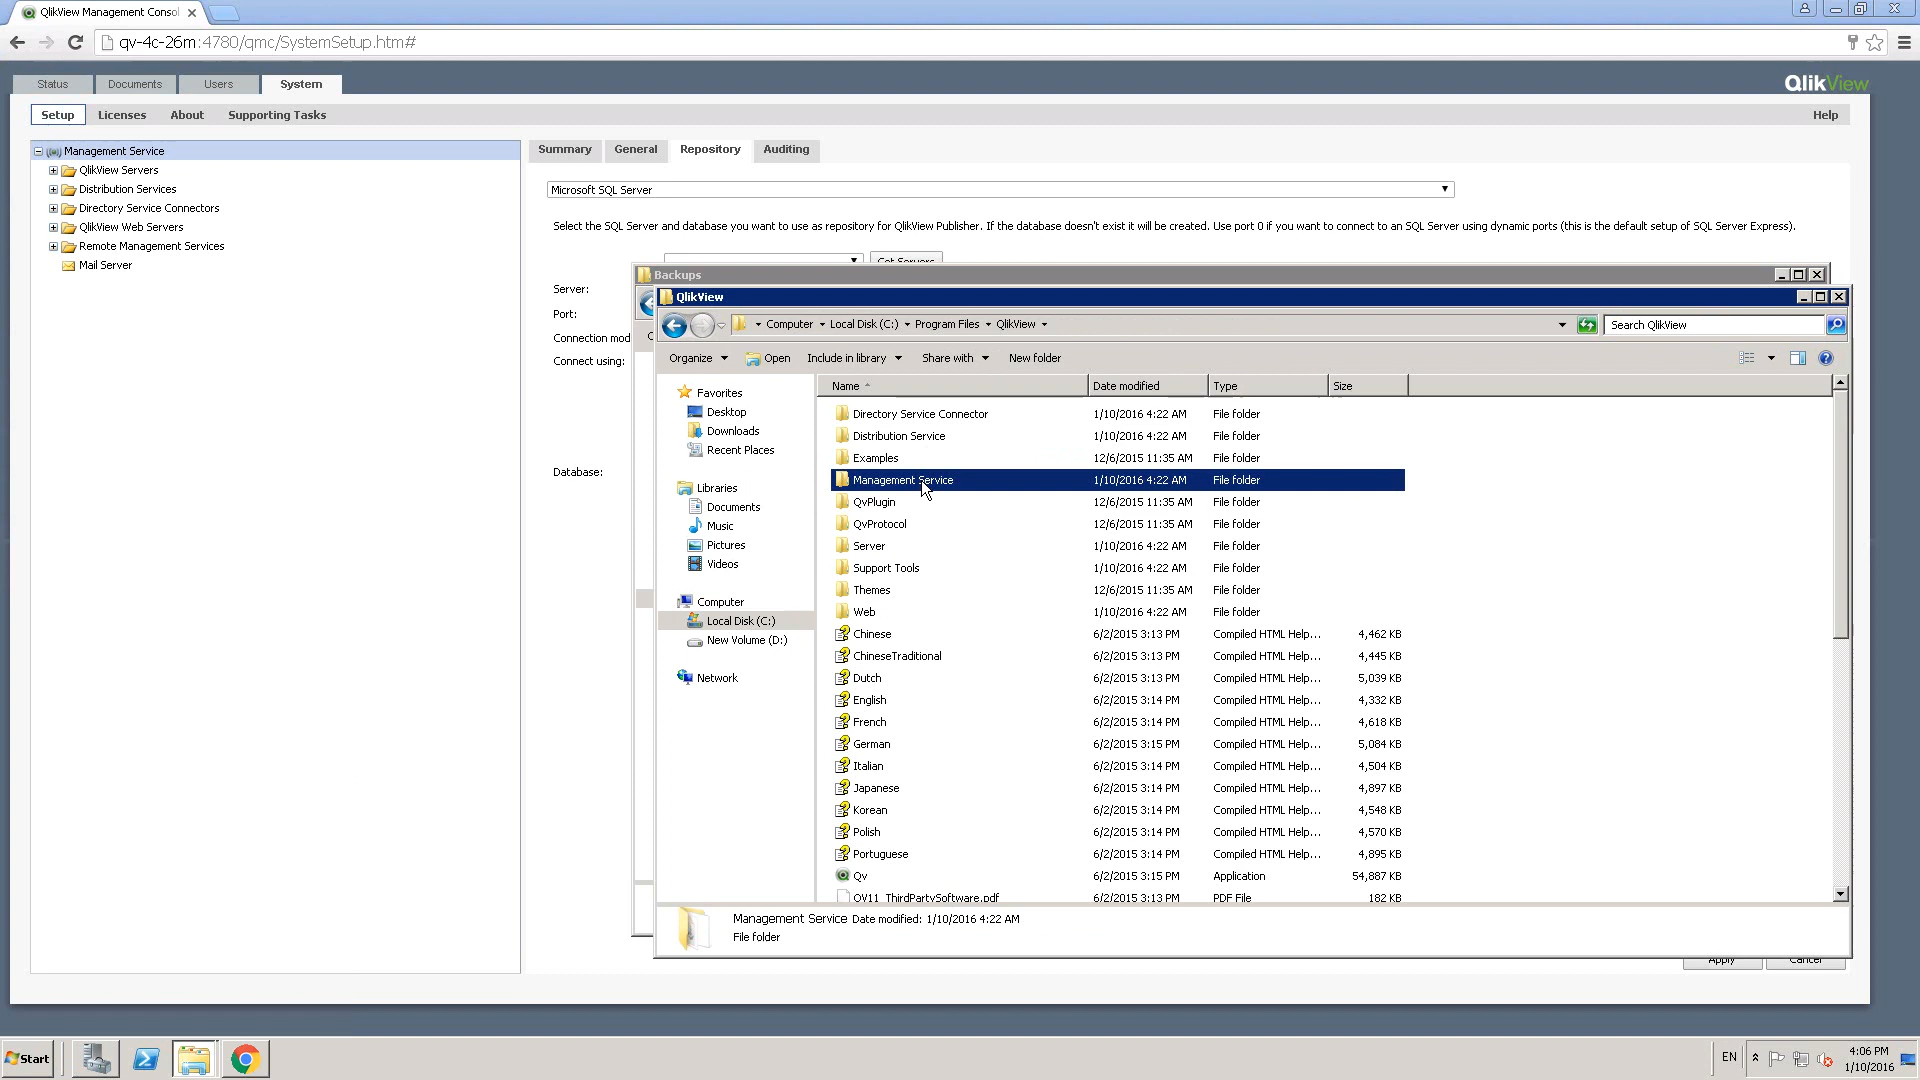 QlikView Management Consol
qv-4c-26m:4780/qmc/SystemSetup.htm#
Status Documents Users System
QlikView
Setup Licenses About Supporting Tasks Help
Management Service
QlikView Servers
Distribution Services
Directory Service Connectors
QlikView Web Servers
Remote Management Services
Mail Server
Summary General Repository Auditing
Microsoft SQL Server
Select the SQL Server and database you want to use as repository for QlikView Publisher. If the database doesn't exist it will be created. Use port 0 if you want to connect to an SQL Server using dynamic ports (this is the default setup of SQL Server Express).
Get Servers
Server:
Port:
Connection mod
Connect using:
Database:
Backups
QlikView
Computer Local Disk (C:) Program Files QlikView
Search QlikView
Organize Open Include in library Share with New folder
Favorites
Desktop
Downloads
Recent Places
Libraries
Documents
Music
Pictures
Videos
Computer
Local Disk (C:)
New Volume (D:)
Network
Name Date modified Type Size
Directory Service Connector 1/10/2016 4:22 AM File folder
Distribution Service 1/10/2016 4:22 AM File folder
Examples 12/6/2015 11:35 AM File folder
Management Service 1/10/2016 4:22 AM File folder
QvPlugin 12/6/2015 11:35 AM File folder
QvProtocol 12/6/2015 11:35 AM File folder
Server 1/10/2016 4:22 AM File folder
Support Tools 1/10/2016 4:22 AM File folder
Themes 12/6/2015 11:35 AM File folder
Web 1/10/2016 4:22 AM File folder
Chinese 6/2/2015 3:13 PM Compiled HTML Help... 4,462 KB
ChineseTraditional 6/2/2015 3:13 PM Compiled HTML Help... 4,445 KB
Dutch 6/2/2015 3:13 PM Compiled HTML Help... 5,039 KB
English 6/2/2015 3:14 PM Compiled HTML Help... 4,332 KB
French 6/2/2015 3:14 PM Compiled HTML Help... 4,618 KB
German 6/2/2015 3:15 PM Compiled HTML Help... 5,084 KB
Italian 6/2/2015 3:14 PM Compiled HTML Help... 4,504 KB
Japanese 6/2/2015 3:14 PM Compiled HTML Help... 4,897 KB
Korean 6/2/2015 3:14 PM Compiled HTML Help... 4,548 KB
Polish 6/2/2015 3:14 PM Compiled HTML Help... 4,570 KB
Portuguese 6/2/2015 3:14 PM Compiled HTML Help... 4,895 KB
Qv 6/2/2015 3:15 PM Application 54,887 KB
QV11_ThirdPartySoftware.pdf 6/2/2015 3:13 PM PDF File 182 KB
Management Service Date modified: 1/10/2016 4:22 AM
File folder
Apply Cancel
Start
EN
4:06 PM
1/10/2016